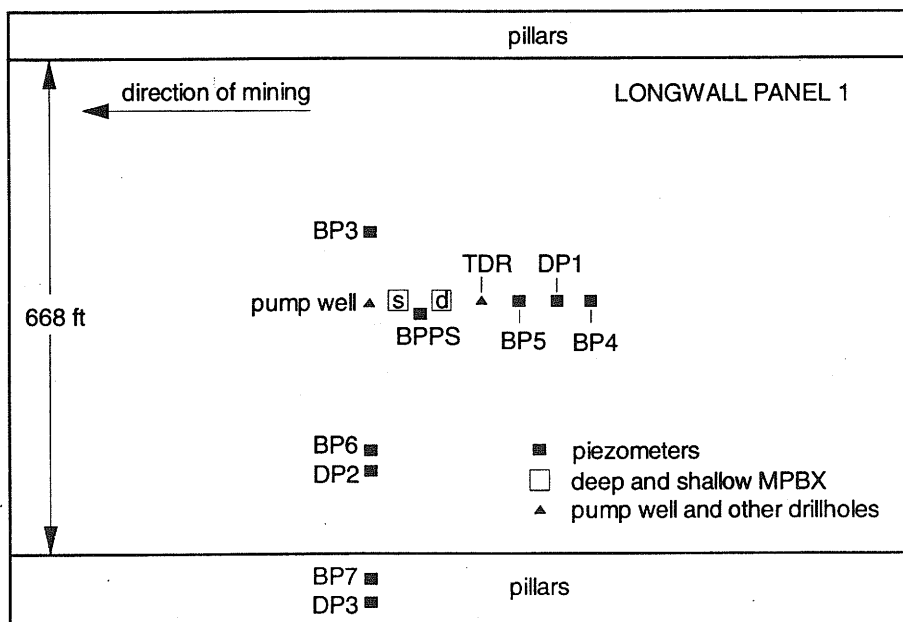 pillars
direction of mining
LONGWALL PANEL 1
BP3
TDR
DP1
pump well
s
d
668 ft
BPPS
BP5
BP4
BP6
DP2
piezometers
deep and shallow MPBX
pump well and other drillholes
BP7
DP3
pillars